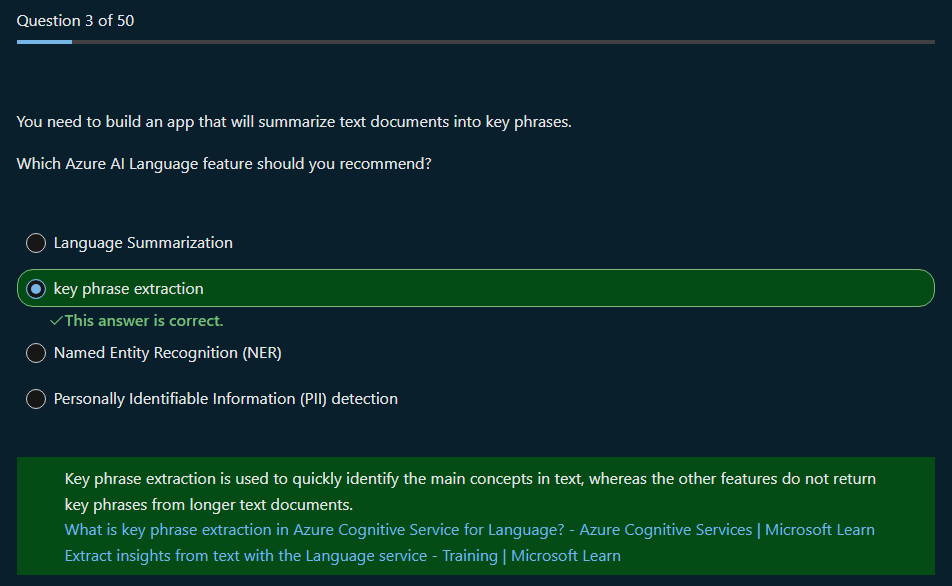 Question 3 of 50
You need to build an app that will summarize text documents into key phrases.
Which Azure AI Language feature should you recommend?
Language Summarization
key phrase extraction
✓This answer is correct.
Named Entity Recognition (NER)
Personally Identifiable Information (PII) detection
Key phrase extraction is used to quickly identify the main concepts in text, whereas the other features do not return
key phrases from longer text documents.
What is key phrase extraction in Azure Cognitive Service for Language? - Azure Cognitive Services | Microsoft Learn
Extract insights from text with the Language service - Training | Microsoft Learn